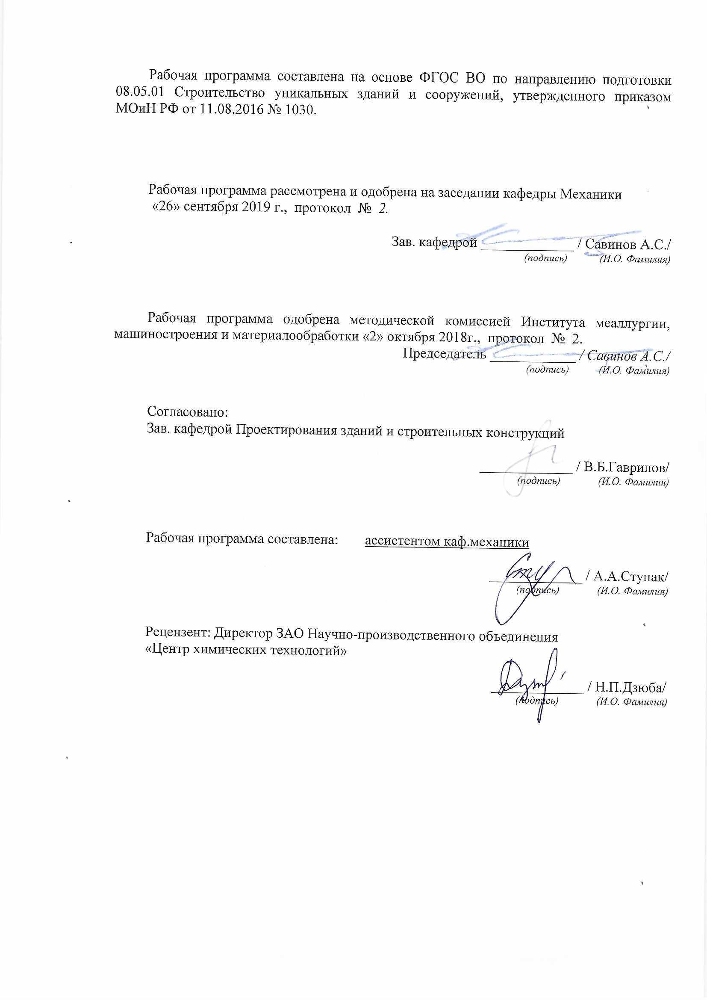 Рабочая программа составлена на основе ФГОС ВО по направлению подготовки
08.05.01 Строительство уникальных зданий и сооружений, утвержденного приказом
МОиН РФ от 11.08.2016 № 1030.
Рабочая программа рассмотрена и одобрена на заседании кафедры Механики
«26» сентября 2019 г., протокол № 2.
Зав. кафедрой _____________ / Савинов А.С./
(подпись) (И.О. Фамилия)
Рабочая программа одобрена методической комиссией Института меаллургии,
машиностроения и материалообработки «2» октября 2018г., протокол № 2.
Председатель ____________ / Савинов А.С./
(подпись) (И.О. Фамилия)
Согласовано:
Зав. кафедрой Проектирования зданий и строительных конструкций
_____________ / В.Б.Гаврилов/
(подпись) (И.О. Фамилия)
Рабочая программа составлена: ассистентом каф.механики
_____________ / А.А.Ступак/
(подпись) (И.О. Фамилия)
Рецензент: Директор ЗАО Научно-производственного объединения
«Центр химических технологий»
_____________ / Н.П.Дзюба/
(подпись) (И.О. Фамилия)